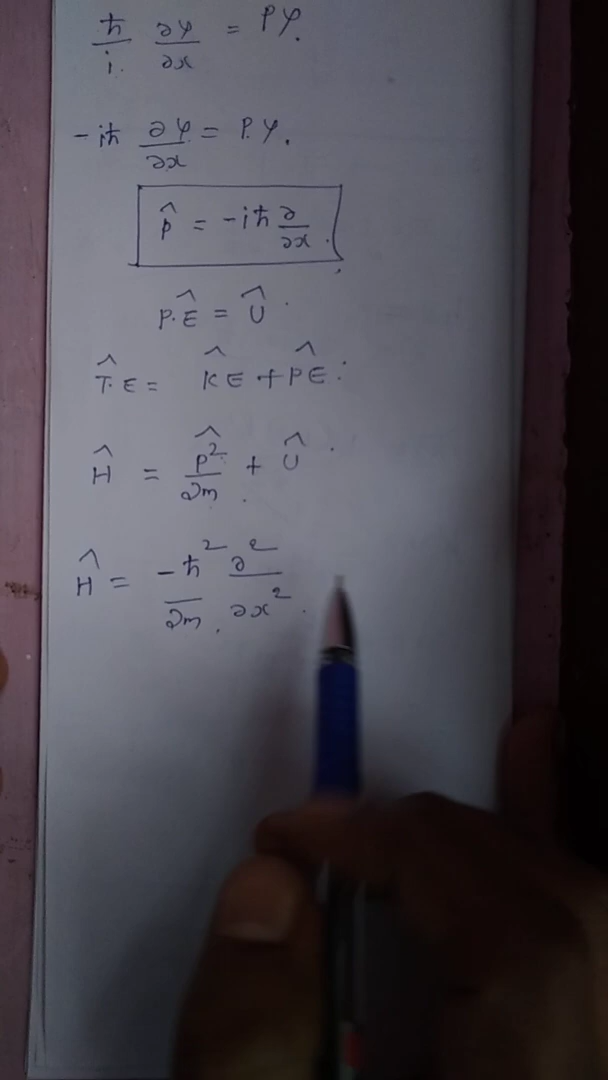 ħ/i. ∂ψ/∂x = Pψ.
-iħ ∂ψ/∂x = P.ψ.
p̂ = -iħ ∂/∂x.
P.Ê = Û.
T̂.E = K̂E + P̂E.
Ĥ = p̂²/2m + Û.
Ĥ = -ħ²/2m ∂²/∂x².